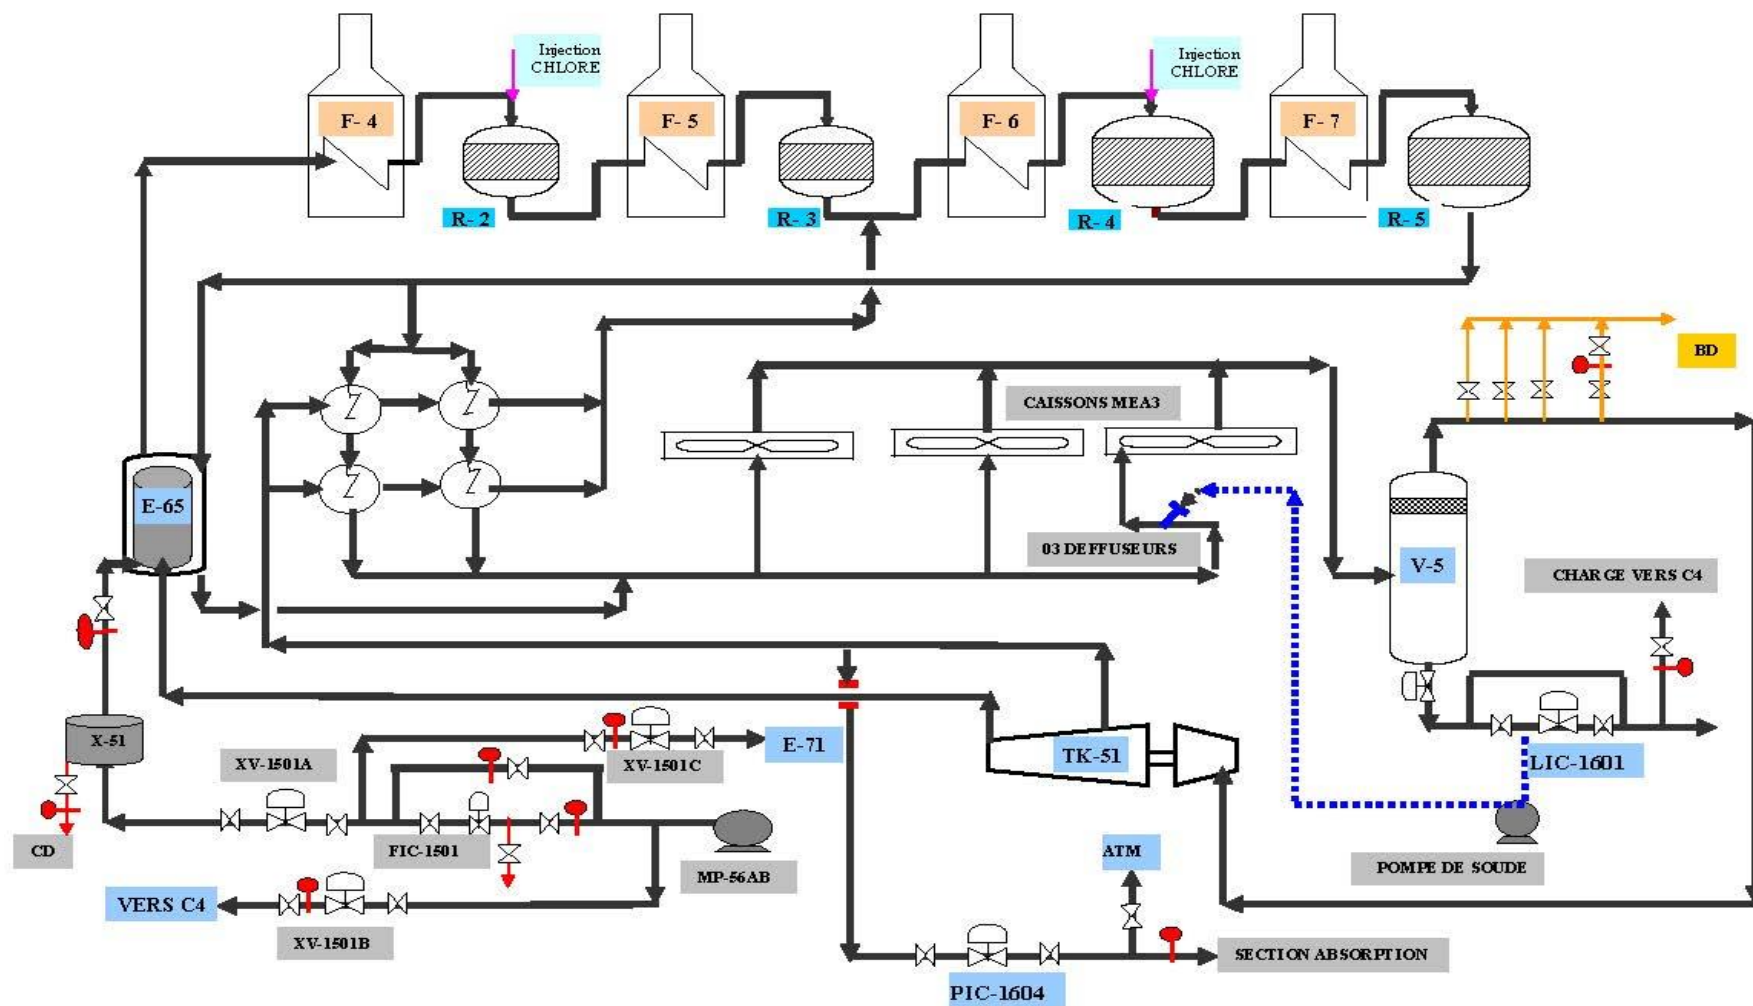 Injection
CHLORE
Injection
CHLORE
F- 4
F- 5
F- 6
F- 7
R- 2
R- 3
R- 4
R- 5
BD
CAISSONS MEA3
E-65
03 DEFFUSEURS
V-5
CHARGE VERS C4
X-51
XV-1501A
XV-1501C
E-71
TK-51
LIC-1601
CD
FIC-1501
MP-56AB
ATM
POMPE DE SOUDE
VERS C4
XV-1501B
SECTION ABSORPTION
PIC-1604